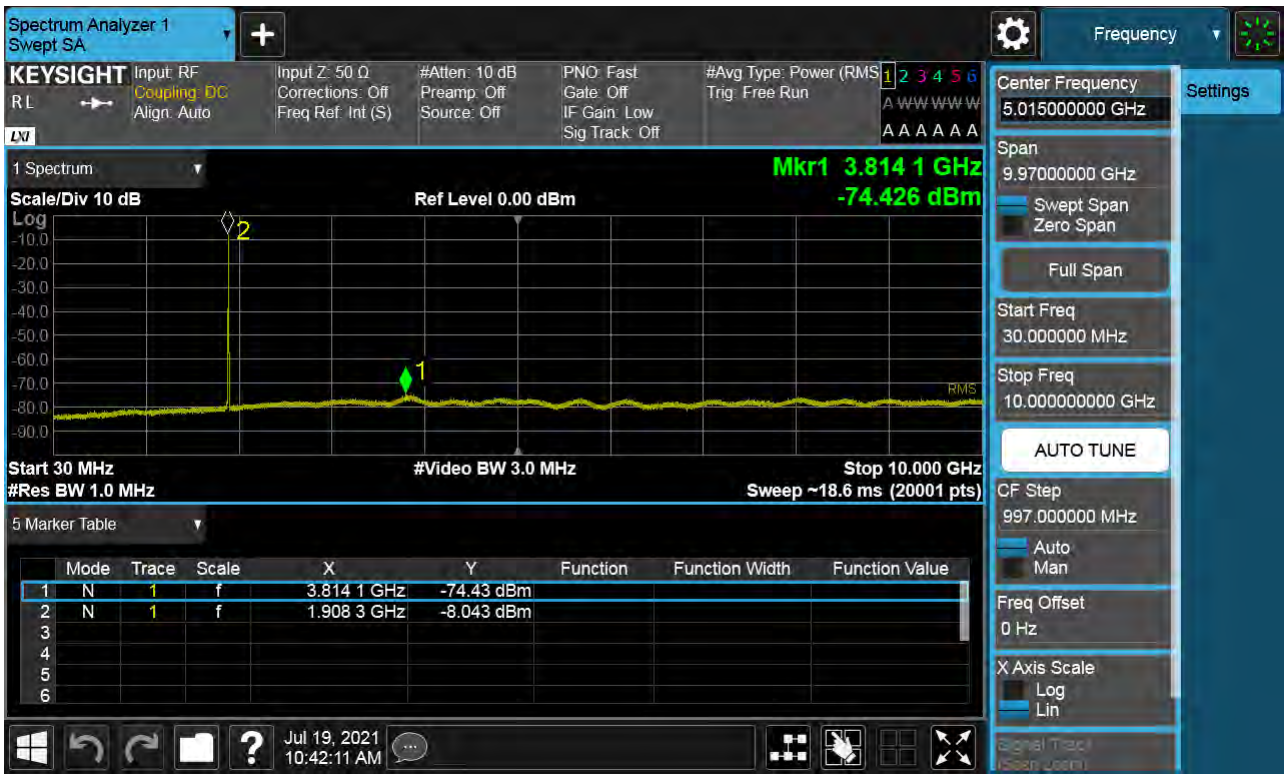 Spectrum Analyzer 1
Swept SA
+
Frequency
KEYSIGHT
RL
LXI
Input: RF
Coupling: DC
Align: Auto
Input Z: 50 Ω
Corrections: Off
Freq Ref: Int (S)
#Atten: 10 dB
Preamp: Off
Source: Off
PNO: Fast
Gate: Off
IF Gain: Low
Sig Track: Off
#Avg Type: Power (RMS
Trig: Free Run
1 2 3 4 5 6
A W W W W W
A A A A A A
1 Spectrum
Mkr1 3.814 1 GHz
Scale/Div 10 dB
Ref Level 0.00 dBm
-74.426 dBm
Log
-10.0
-20.0
-30.0
-40.0
-50.0
-60.0
-70.0
-80.0
-90.0
2
1
RMS
Start 30 MHz
#Video BW 3.0 MHz
Stop 10.000 GHz
#Res BW 1.0 MHz
Sweep ~18.6 ms (20001 pts)
5 Marker Table
Mode Trace Scale X Y Function Function Width Function Value
1 N 1 f 3.814 1 GHz -74.43 dBm
2 N 1 f 1.908 3 GHz -8.043 dBm
3
4
5
6
?
Jul 19, 2021
10:42:11 AM
Center Frequency
5.015000000 GHz
Settings
Span
9.97000000 GHz
Swept Span
Zero Span
Full Span
Start Freq
30.000000 MHz
Stop Freq
10.000000000 GHz
AUTO TUNE
CF Step
997.000000 MHz
Auto
Man
Freq Offset
0 Hz
X Axis Scale
Log
Lin
Signal Track
(Span Zoom)